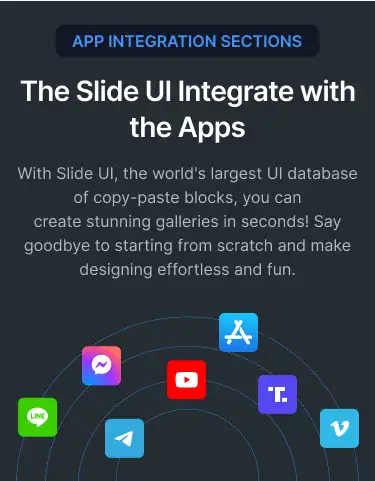 APP INTEGRATION SECTIONS
The Slide UI Integrate with
the Apps
With Slide UI, the world's largest UI database
of copy-paste blocks, you can
create stunning galleries in seconds! Say
goodbye to starting from scratch and make
designing effortless and fun.
LINE